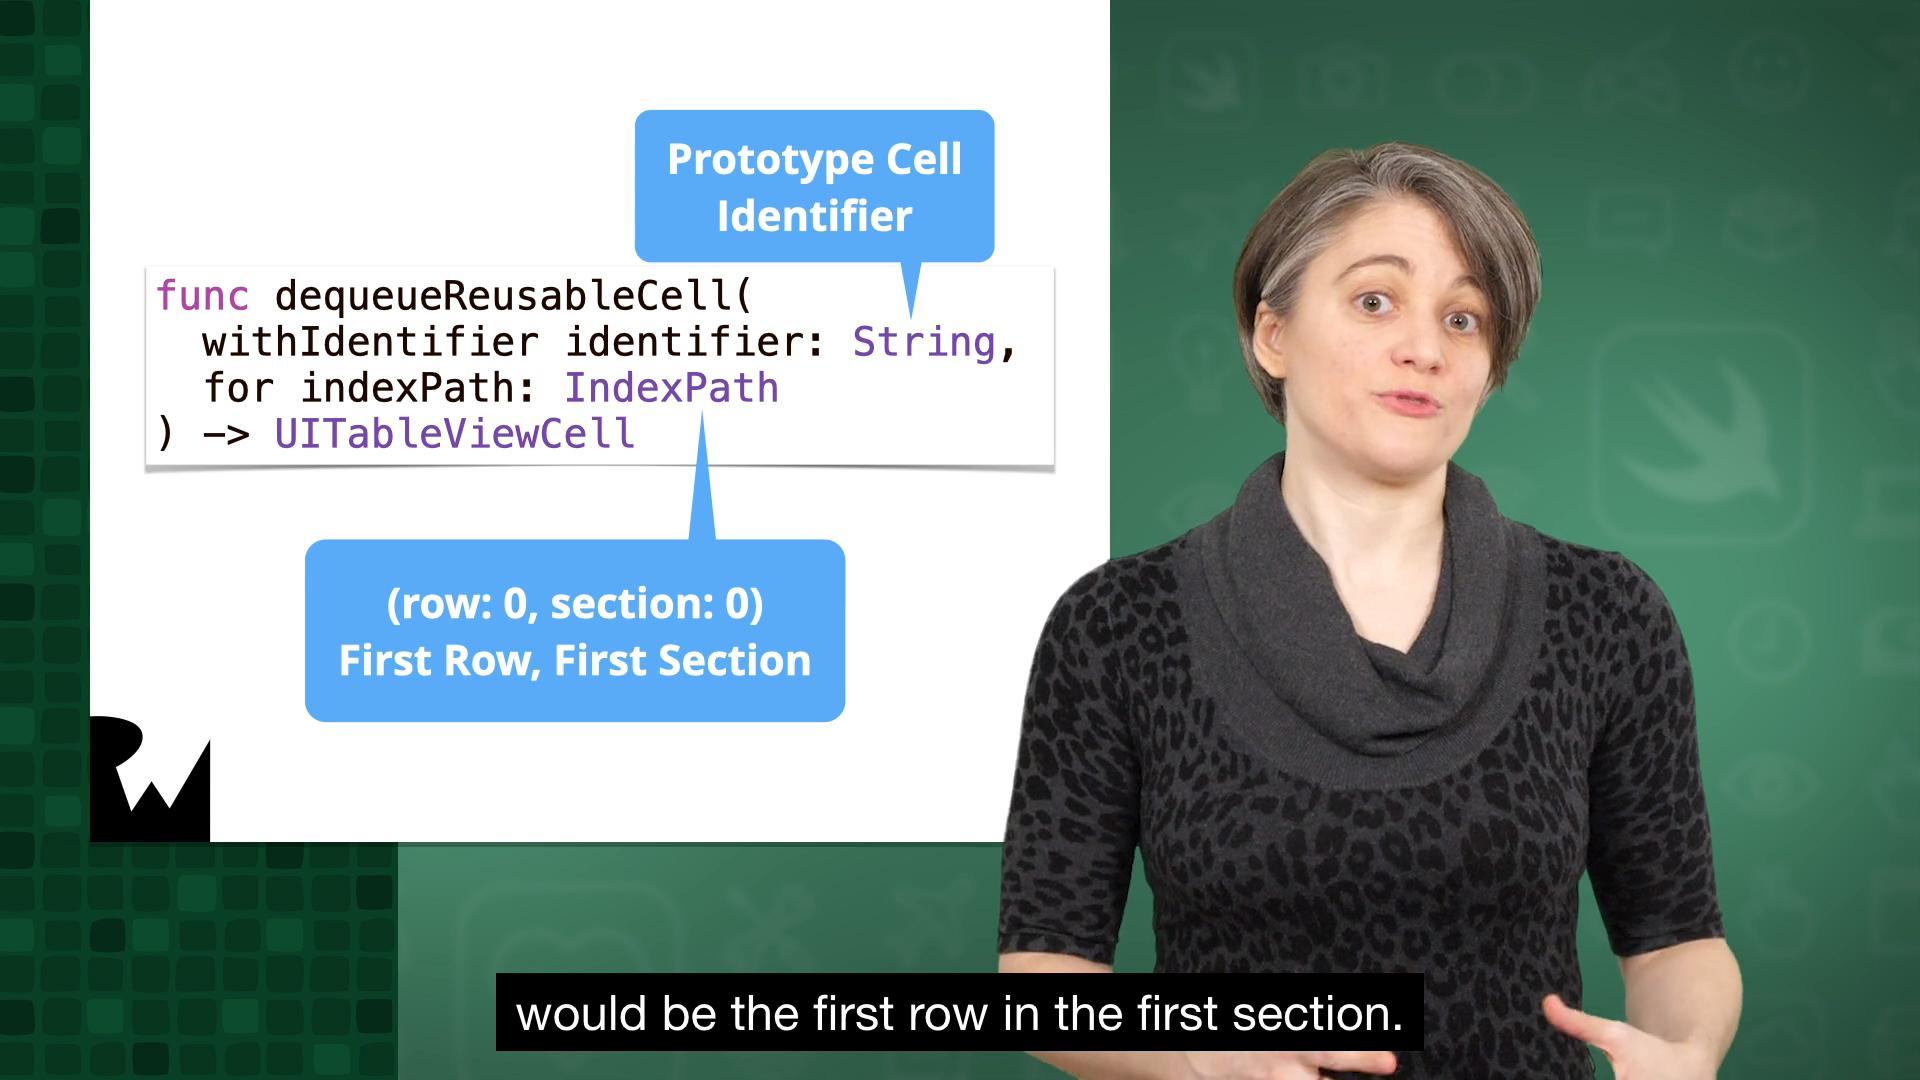 Prototype Cell
Identifier
func dequeueReusableCell(
  withIdentifier identifier: String,
  for indexPath: IndexPath
) -> UITableViewCell
(row: 0, section: 0)
First Row, First Section
RW
would be the first row in the first section.